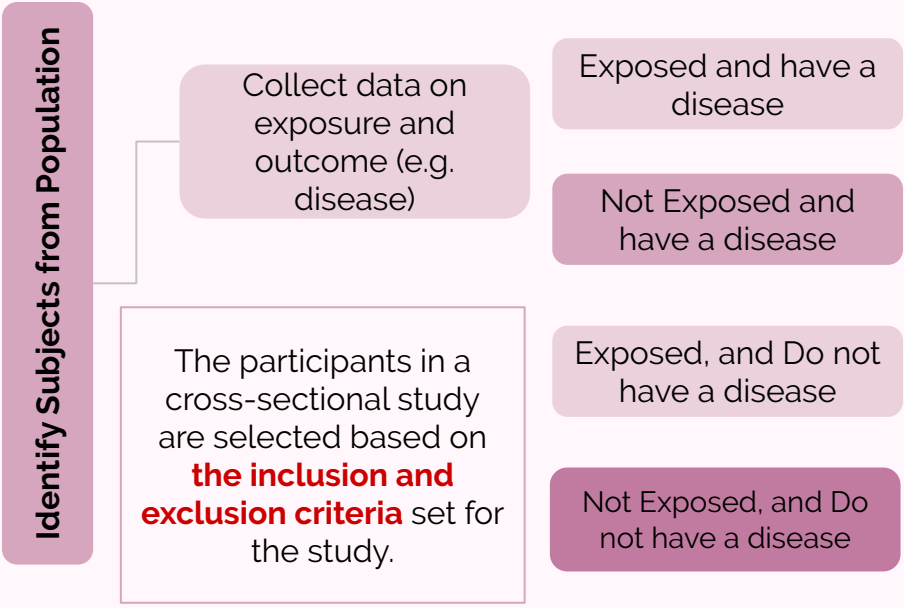 Identify Subjects from Population
Collect data on
exposure and
outcome (e.g.
disease)
The participants in a
cross-sectional study
are selected based on
the inclusion and
exclusion criteria set for
the study.
Exposed and have a
disease
Not Exposed and
have a disease
Exposed, and Do not
have a disease
Not Exposed, and Do
not have a disease